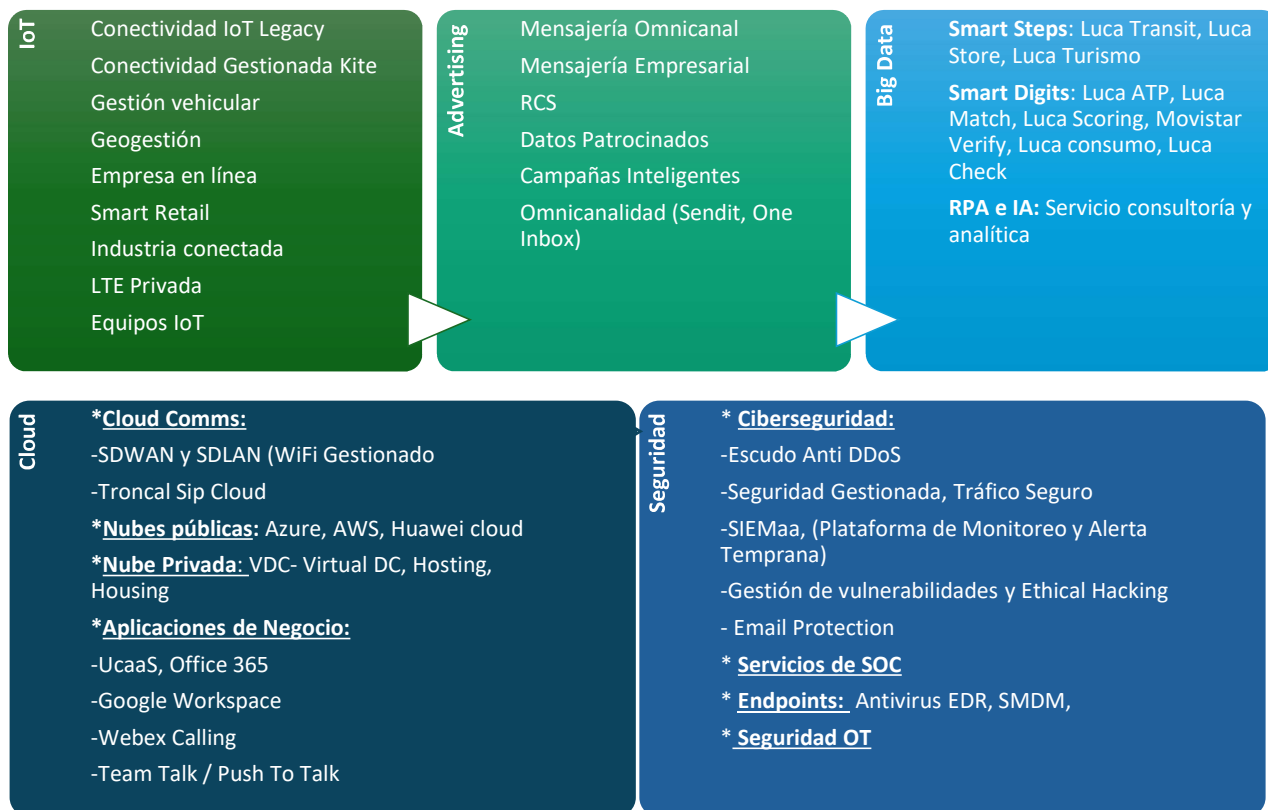 IoT
Conectividad IoT Legacy
Conectividad Gestionada Kite
Gestión vehicular
Geogestión
Empresa en línea
Smart Retail
Industria conectada
LTE Privada
Equipos IoT
Advertising
Mensajería Omnicanal
Mensajería Empresarial
RCS
Datos Patrocinados
Campañas Inteligentes
Omnicanalidad (Sendit, One
Inbox)
Big Data
Smart Steps: Luca Transit, Luca
Store, Luca Turismo
Smart Digits: Luca ATP, Luca
Match, Luca Scoring, Movistar
Verify, Luca consumo, Luca
Check
RPA e IA: Servicio consultoría y
analítica
Cloud
*Cloud Comms:
-SDWAN y SDLAN (WiFi Gestionado
-Troncal Sip Cloud
*Nubes públicas: Azure, AWS, Huawei cloud
*Nube Privada: VDC- Virtual DC, Hosting,
Housing
*Aplicaciones de Negocio:
-UcaaS, Office 365
-Google Workspace
-Webex Calling
-Team Talk / Push To Talk
Seguridad
* Ciberseguridad:
-Escudo Anti DDoS
-Seguridad Gestionada, Tráfico Seguro
-SIEMaa, (Plataforma de Monitoreo y Alerta
Temprana)
-Gestión de vulnerabilidades y Ethical Hacking
- Email Protection
* Servicios de SOC
* Endpoints: Antivirus EDR, SMDM,
* Seguridad OT